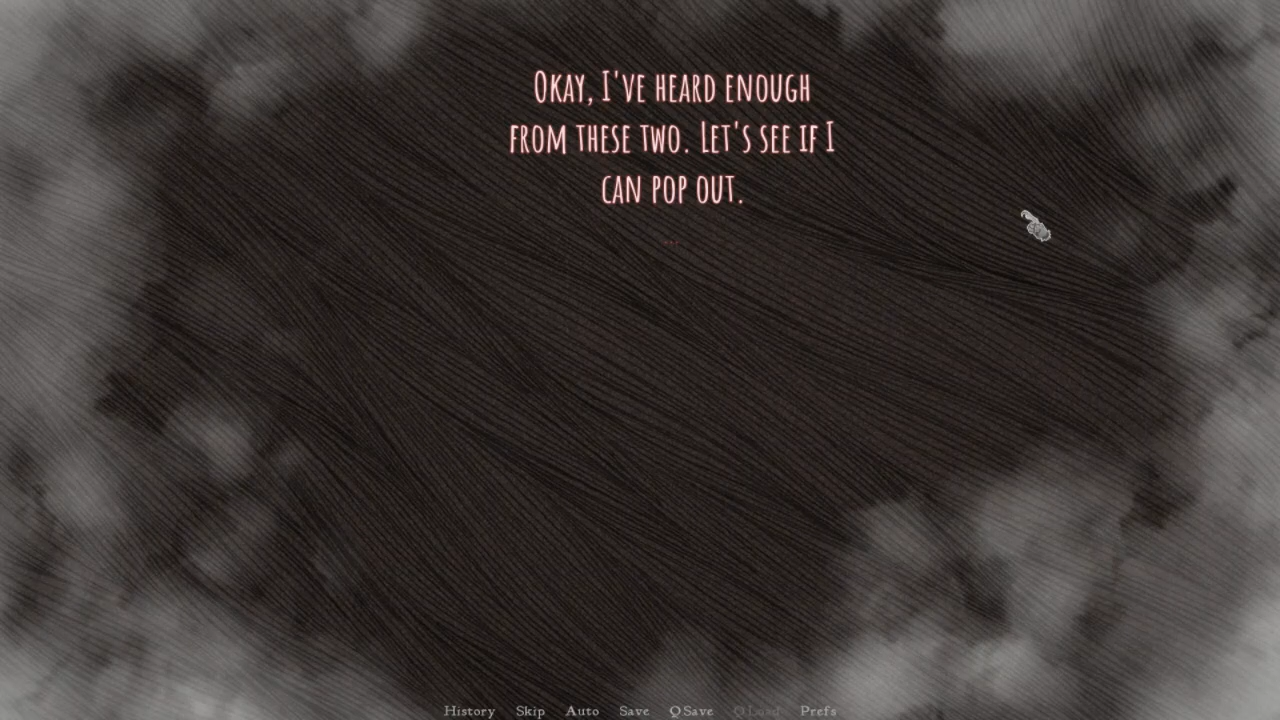 Okay, I've heard enough
from these two. Let's see if I
can pop out.
...
History Skip Auto Save Q.Save Q.Load Prefs